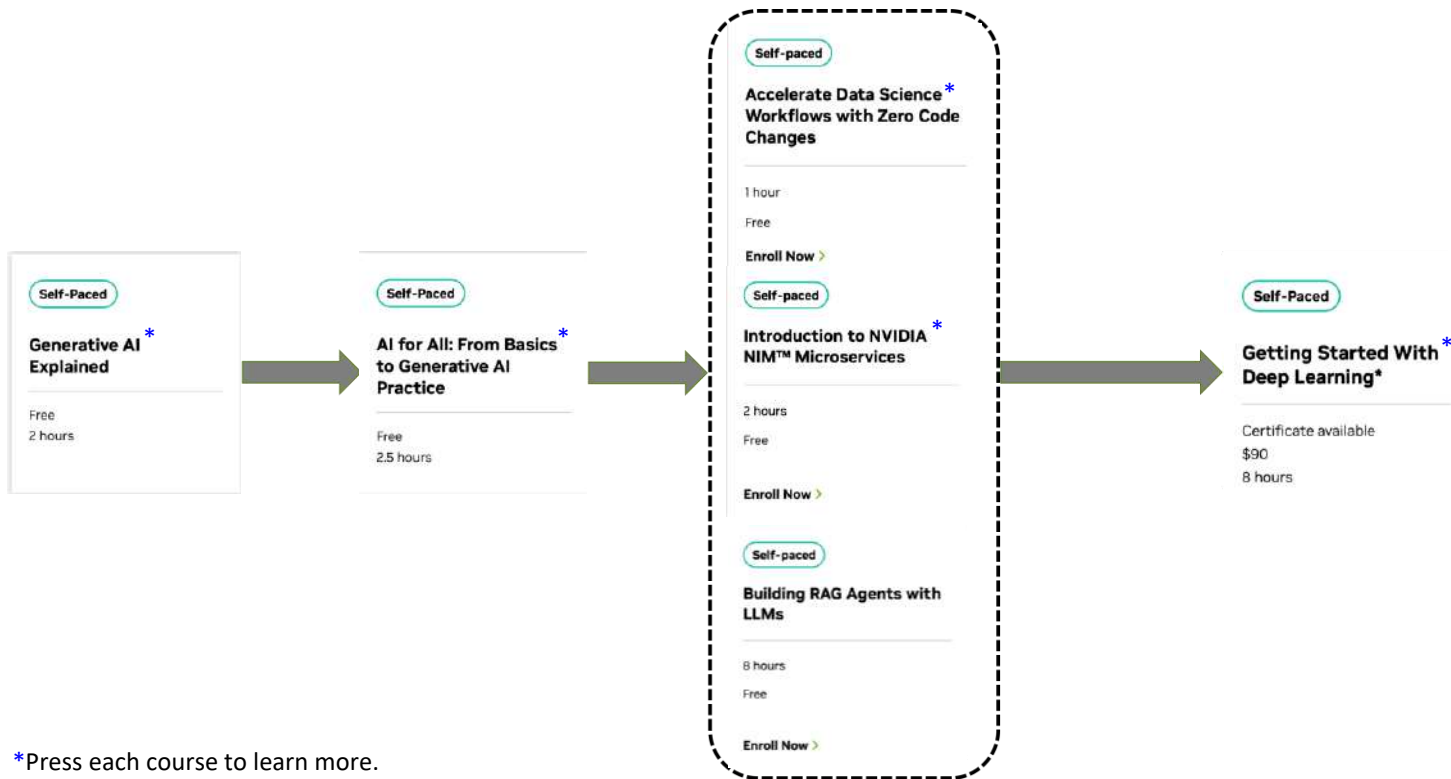 Self-Paced
Generative AI *
Explained
Free
2 hours
Self-Paced
AI for All: From Basics *
to Generative AI
Practice
Free
2.5 hours
Self-paced
Accelerate Data Science *
Workflows with Zero Code
Changes
1 hour
Free
Enroll Now >
Self-paced
Introduction to NVIDIA *
NIM™ Microservices
2 hours
Free
Enroll Now >
Self-paced
Building RAG Agents with
LLMs
8 hours
Free
Enroll Now >
Self-Paced
Getting Started With *
Deep Learning*
Certificate available
$90
8 hours
*Press each course to learn more.